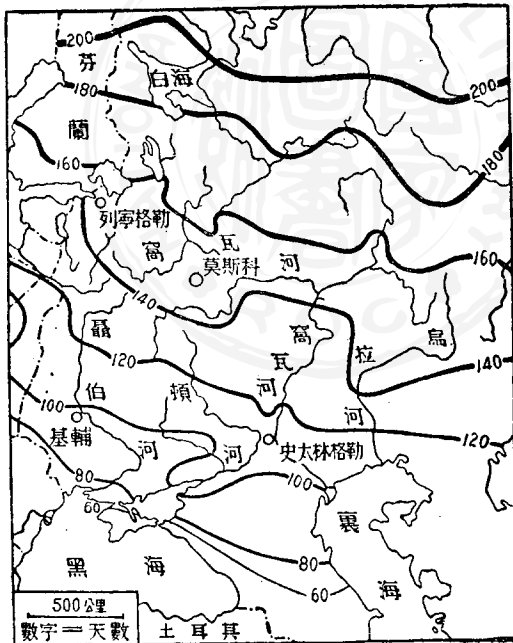 200
芬
白海
180
200
蘭
160
180
列寧格勒
窩 瓦 河
莫斯科
160
140
聶 伯 河
頓 河
窩 瓦 河
烏 拉 河
120
140
100
120
基輔
史太林格勒
80
100
60
裏 海
80
60
黑 海
500公里
數字=天數
土耳其